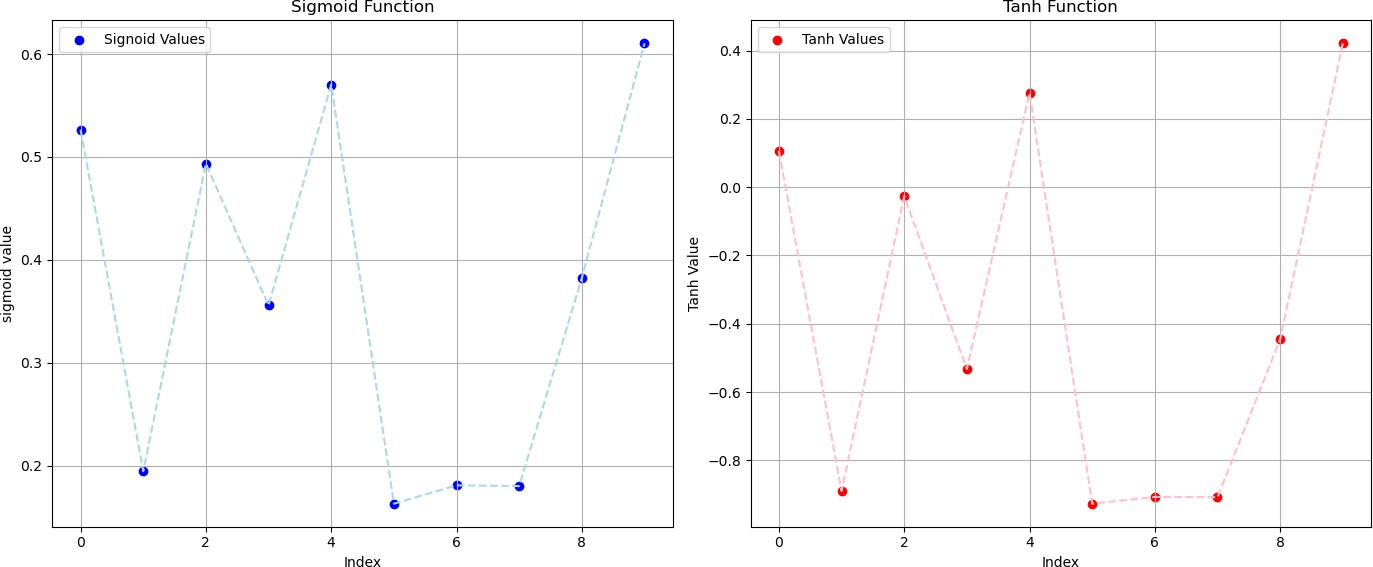 Sigmoid Function
Signoid Values
0.6
0.5
0.4
0.3
0.2
sigmoid value
0 2 4 6 8
Index
Tanh Function
Tanh Values
0.4
0.2
0.0
−0.2
−0.4
−0.6
−0.8
Tanh Value
0 2 4 6 8
Index